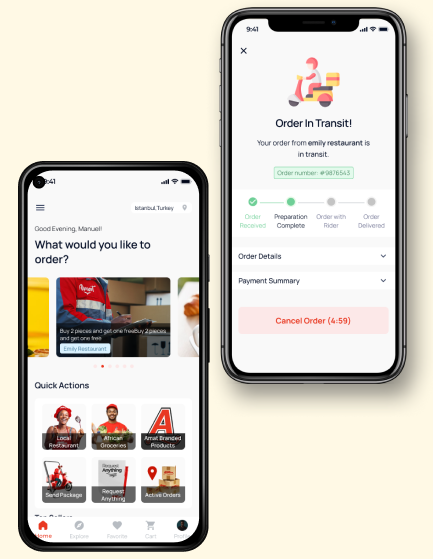 9:41
Order In Transit!
Your order from emily restaurant is
in transit.
Order number: #9876543
Order
Received
Preparation
Complete
Order with
Rider
Order
Delivered
Order Details
Payment Summary
Cancel Order (4:59)
9:41
Istanbul, Turkey
Good Evening, Manuel!
What would you like to
order?
Amat
Buy 2 pieces and get one freeBuy 2 pieces
and get one free
Emily Restaurant
Quick Actions
Local
Restaurant
African
Groceries
Amat Branded
Products
Send Package
Request
Anything
Request
Anything
Active Orders
Home
Explore
Favorite
Cart